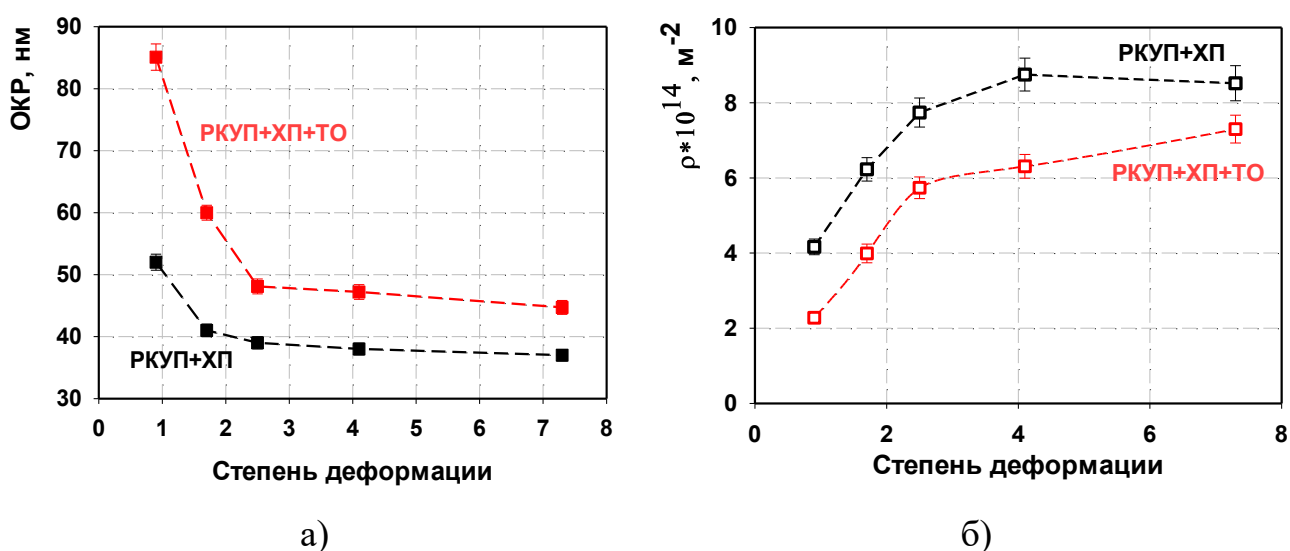 ОКР, нм
90
80
70
60
50
40
30
0 1 2 3 4 5 6 7 8
РКУП+ХП+ТО
РКУП+ХП
Степень деформации
а)
ρ*10^14, м^-2
10
8
6
4
2
0
0 2 4 6 8
РКУП+ХП
РКУП+ХП+ТО
Степень деформации
б)